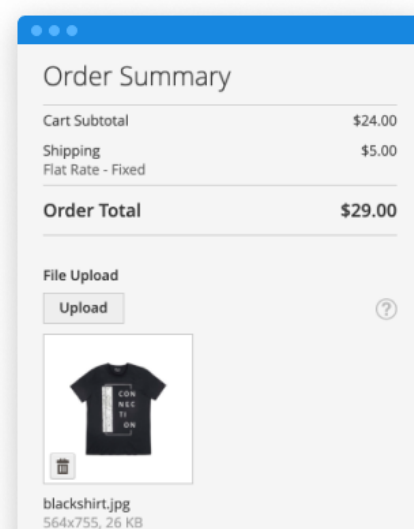 Order Summary
Cart Subtotal $24.00
Shipping $5.00
Flat Rate - Fixed
Order Total $29.00
File Upload
Upload
?
CON
NEC
TI
ON
blackshirt.jpg
564x755, 26 KB